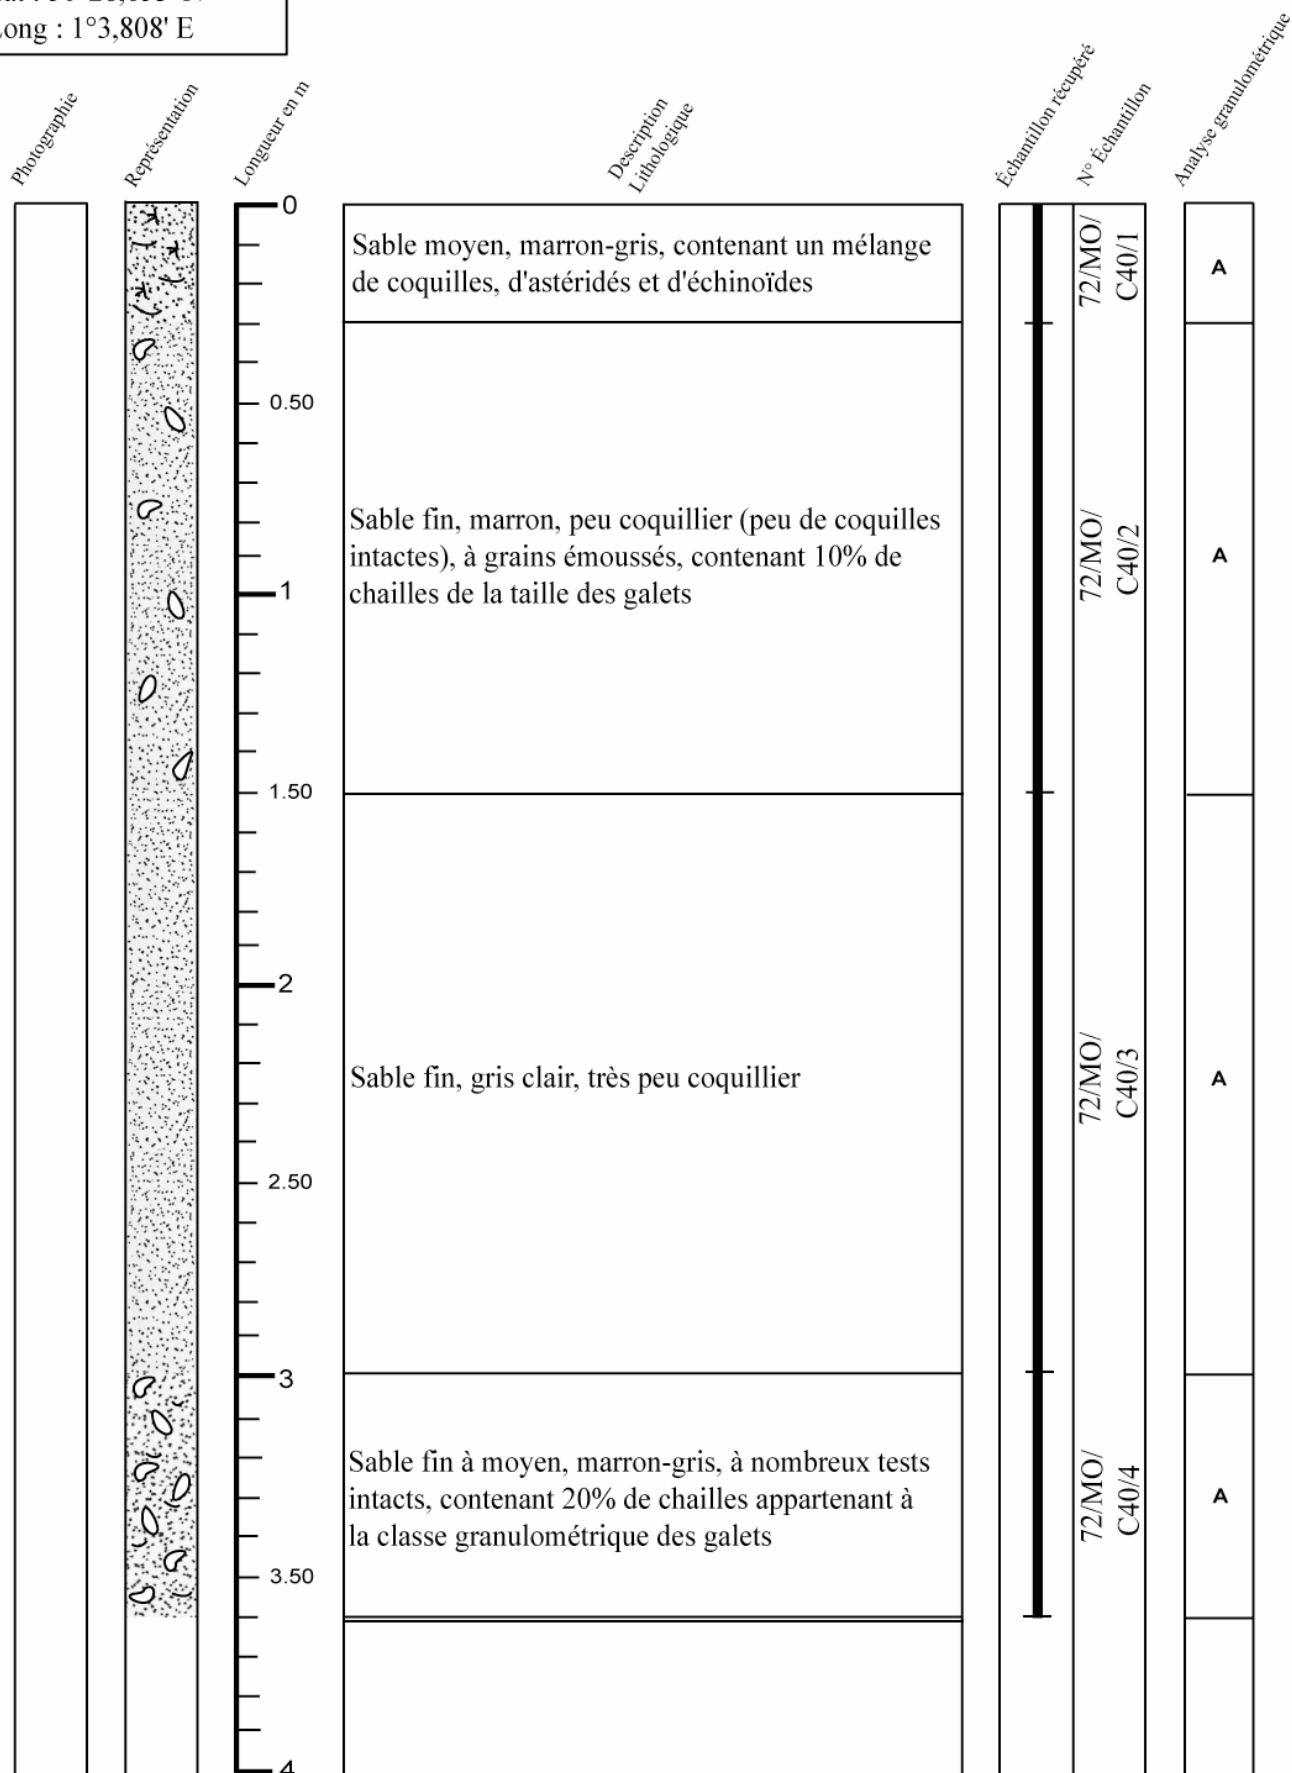 Long : 1°3,808' E
Photographie
Représentation
Longueur en m
Description
Lithologique
Échantillon récupéré
N° Échantillon
Analyse granulométrique
0
Sable moyen, marron-gris, contenant un mélange
de coquilles, d'astéridés et d'échinoïdes
72/MO/
C40/1
A
0.50
Sable fin, marron, peu coquillier (peu de coquilles
intactes), à grains émoussés, contenant 10% de
chailles de la taille des galets
72/MO/
C40/2
A
1
1.50
2
Sable fin, gris clair, très peu coquillier
72/MO/
C40/3
A
2.50
3
Sable fin à moyen, marron-gris, à nombreux tests
intacts, contenant 20% de chailles appartenant à
la classe granulométrique des galets
72/MO/
C40/4
A
3.50
4